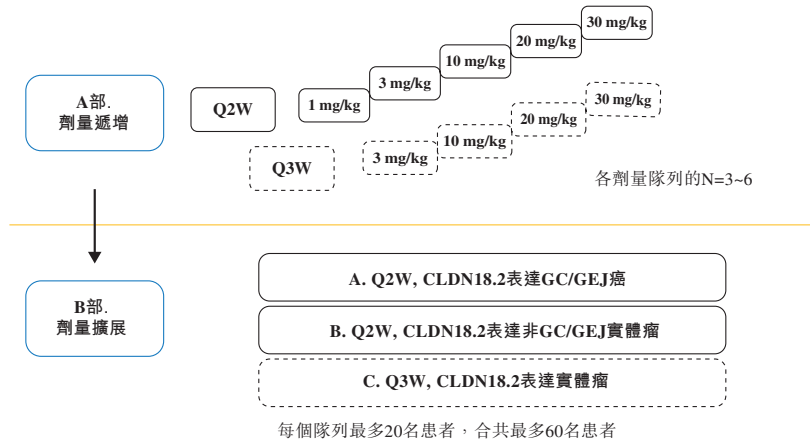 A部.
劑量遞增
Q2W
1 mg/kg
3 mg/kg
10 mg/kg
20 mg/kg
30 mg/kg
Q3W
3 mg/kg
10 mg/kg
20 mg/kg
30 mg/kg
各劑量隊列的N=3~6
B部.
劑量擴展
A. Q2W, CLDN18.2表達GC/GEJ癌
B. Q2W, CLDN18.2表達非GC/GEJ實體瘤
C. Q3W, CLDN18.2表達實體瘤
每個隊列最多20名患者，合共最多60名患者